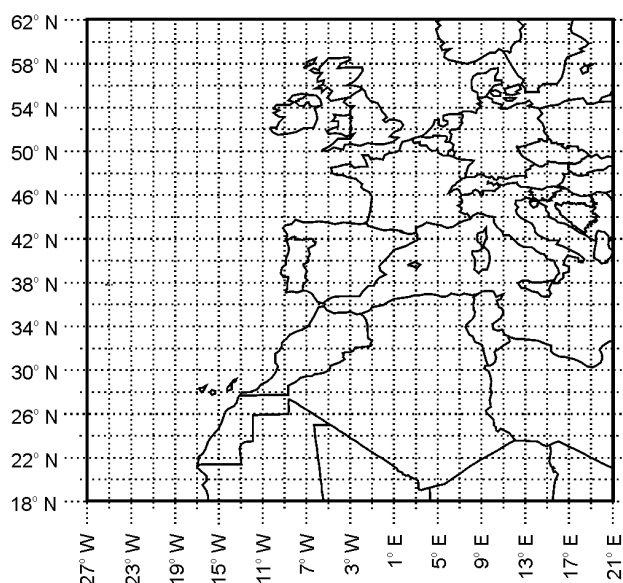 62° N
58° N
54° N
50° N
46° N
42° N
38° N
34° N
30° N
26° N
22° N
18° N
27° W
23° W
19° W
15° W
11° W
7° W
3° W
1° E
5° E
9° E
13° E
17° E
21° E